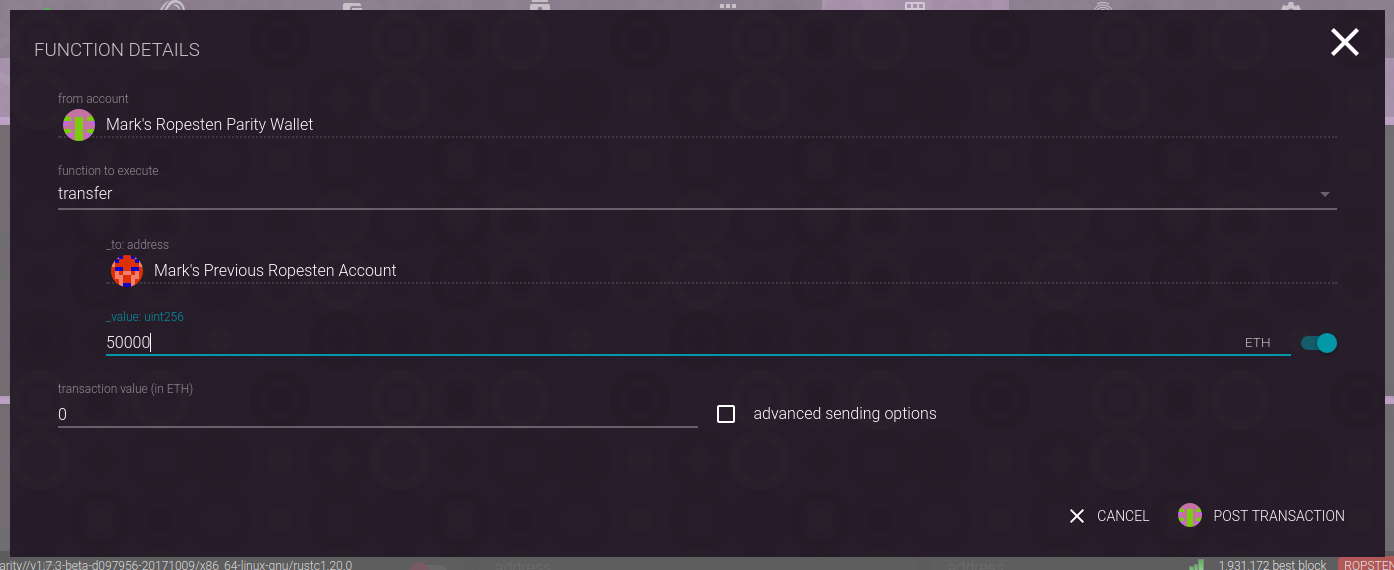 FUNCTION DETAILS
from account
Mark's Ropesten Parity Wallet
function to execute
transfer
_to: address
Mark's Previous Ropesten Account
_value: uint256
50000 ETH
transaction value (in ETH)
0 advanced sending options
CANCEL POST TRANSACTION
arity//v1.7.3-beta-d097956-20171009/x86_64-linux-gnu/rustc1.20.0 address address 1,931,172 best block ROPSTEN